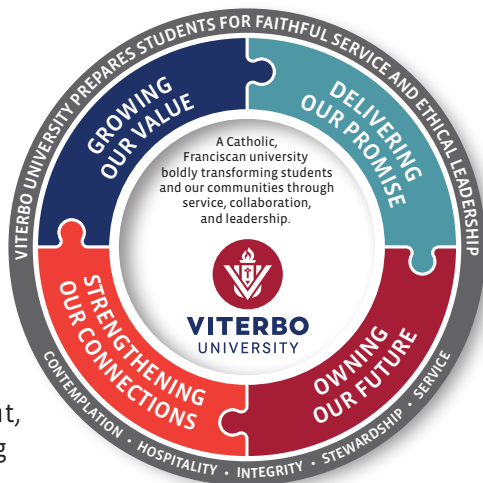 VITERBO UNIVERSITY PREPARES STUDENTS FOR FAITHFUL SERVICE AND ETHICAL LEADERSHIP
GROWING
OUR VALUE
DELIVERING
OUR PROMISE
A Catholic,
Franciscan university
boldly transforming students
and our communities through
service, collaboration,
and leadership.
VITERBO
UNIVERSITY
STRENGTHENING
OUR CONNECTIONS
OWNING
OUR FUTURE
CONTEMPLATION • HOSPITALITY • INTEGRITY • STEWARDSHIP • SERVICE